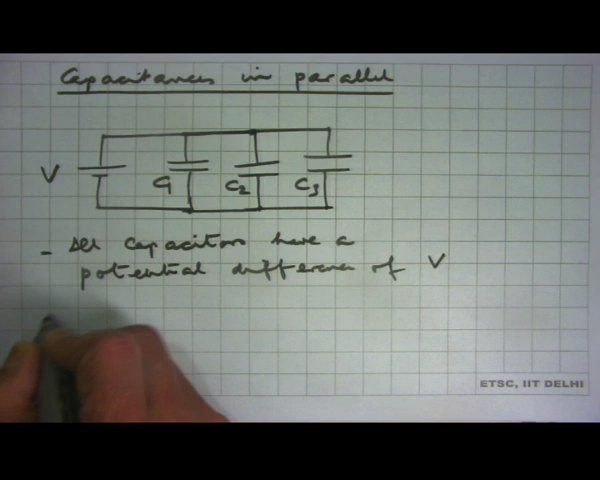 Capacitances in parallel
V
C1 C2 C3
- All capacitors have a
potential difference of V
ETSC, IIT DELHI